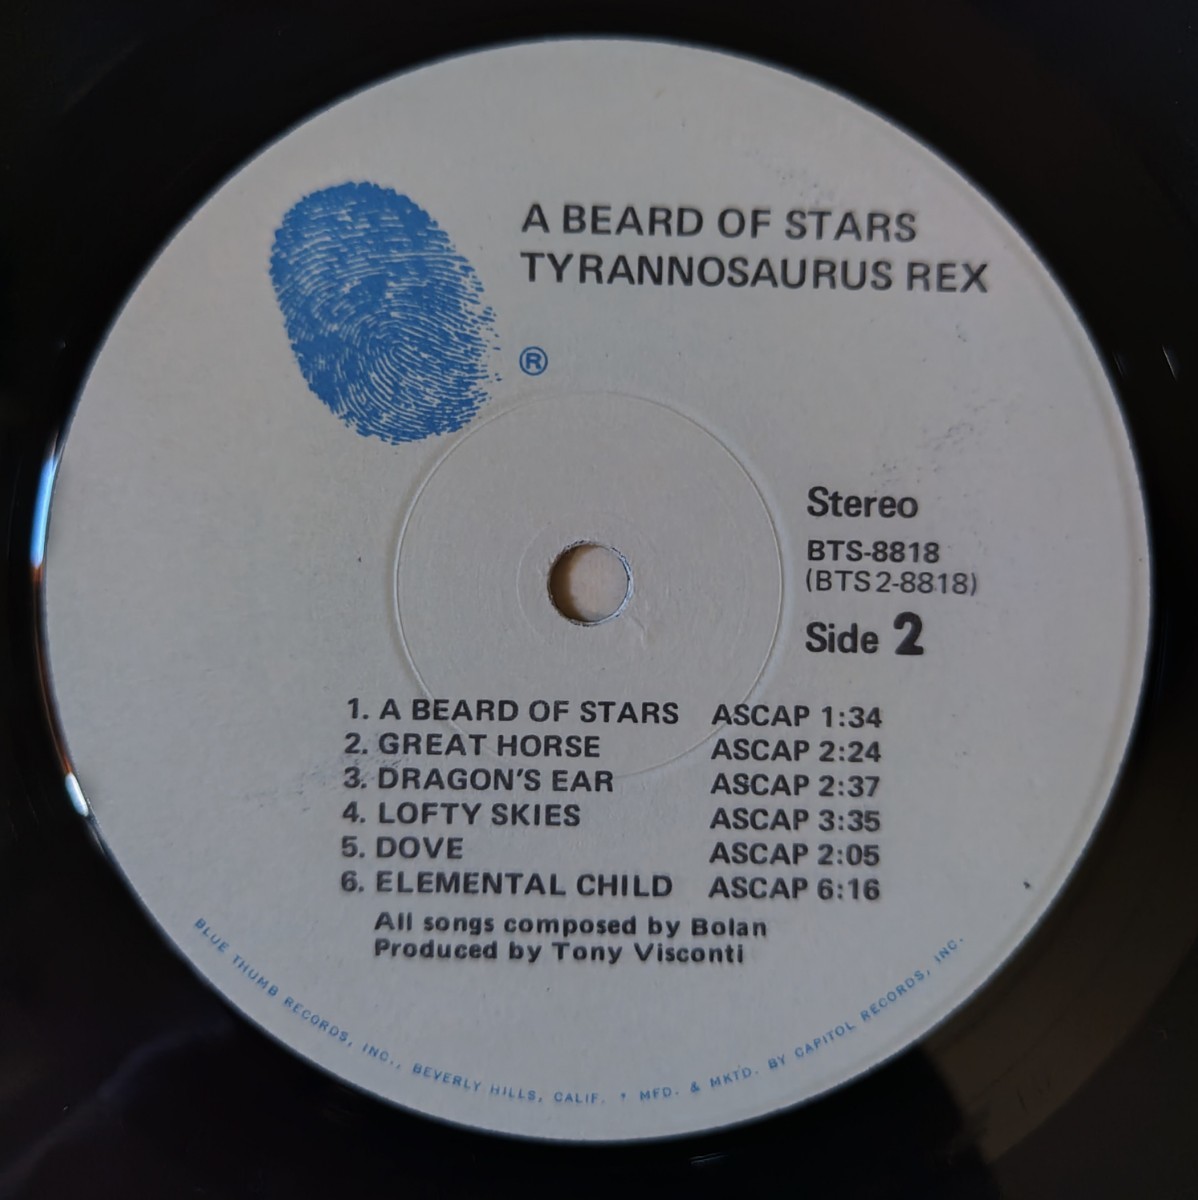 A BEARD OF STARS
TYRANNOSAURUS REX
®
Stereo
BTS-8818
(BTS 2-8818)
Side 2
1. A BEARD OF STARS ASCAP 1:34
2. GREAT HORSE ASCAP 2:24
3. DRAGON'S EAR ASCAP 2:37
4. LOFTY SKIES ASCAP 3:35
5. DOVE ASCAP 2:05
6. ELEMENTAL CHILD ASCAP 6:16
All songs composed by Bolan
Produced by Tony Visconti
BLUE THUMB RECORDS, INC., BEVERLY HILLS, CALIF. • MFD. & MKTD. BY CAPITOL RECORDS, INC.